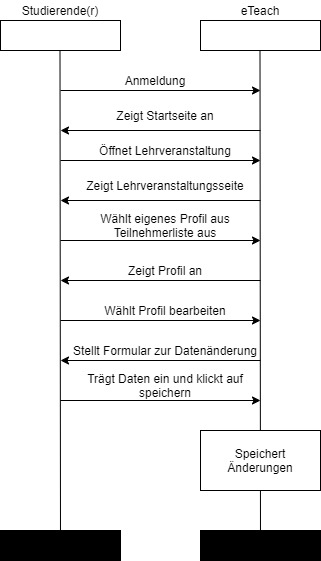 Studierende(r)
eTeach
Anmeldung
Zeigt Startseite an
Öffnet Lehrveranstaltung
Zeigt Lehrveranstaltungsseite
Wählt eigenes Profil aus
Teilnehmerliste aus
Zeigt Profil an
Wählt Profil bearbeiten
Stellt Formular zur Datenänderung
Trägt Daten ein und klickt auf
speichern
Speichert
Änderungen